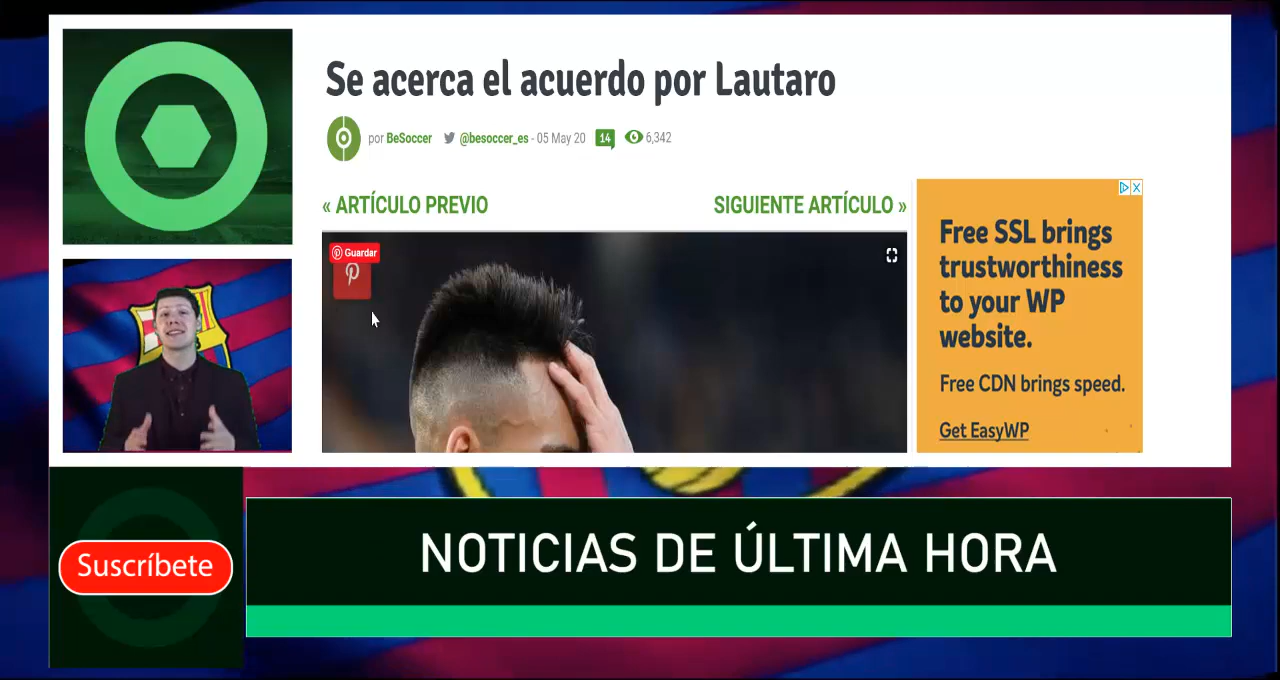 Se acerca el acuerdo por Lautaro
por BeSoccer @besoccer_es - 05 May 20 14 6,342
« ARTÍCULO PREVIO
SIGUIENTE ARTÍCULO »
Guardar
Free SSL brings
trustworthiness
to your WP
website.
Free CDN brings speed.
Get EasyWP
Suscríbete
NOTICIAS DE ÚLTIMA HORA